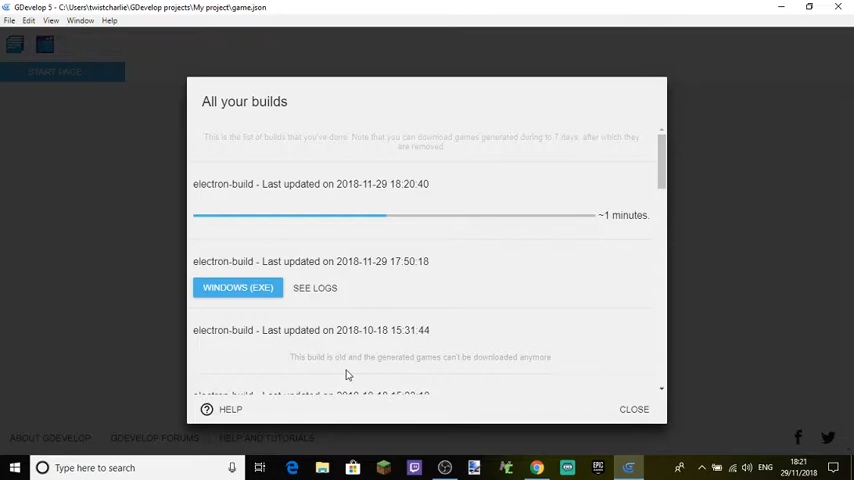 GDevelop 5 - C:\Users\twistcharlie\GDevelop projects\My project\game.json
File Edit View Window Help
START PAGE
All your builds
This is the list of builds that you've done. Note that you can download games generated during to 7 days, after which they
are removed.
electron-build - Last updated on 2018-11-29 18:20:40
~1 minutes.
electron-build - Last updated on 2018-11-29 17:50:18
WINDOWS (EXE) SEE LOGS
electron-build - Last updated on 2018-10-18 15:31:44
This build is old and the generated games can't be downloaded anymore
? HELP CLOSE
ABOUT GDEVELOP GDEVELOP FORUMS HELP AND TUTORIALS
Type here to search
EPIC
ENG
18:21
29/11/2018